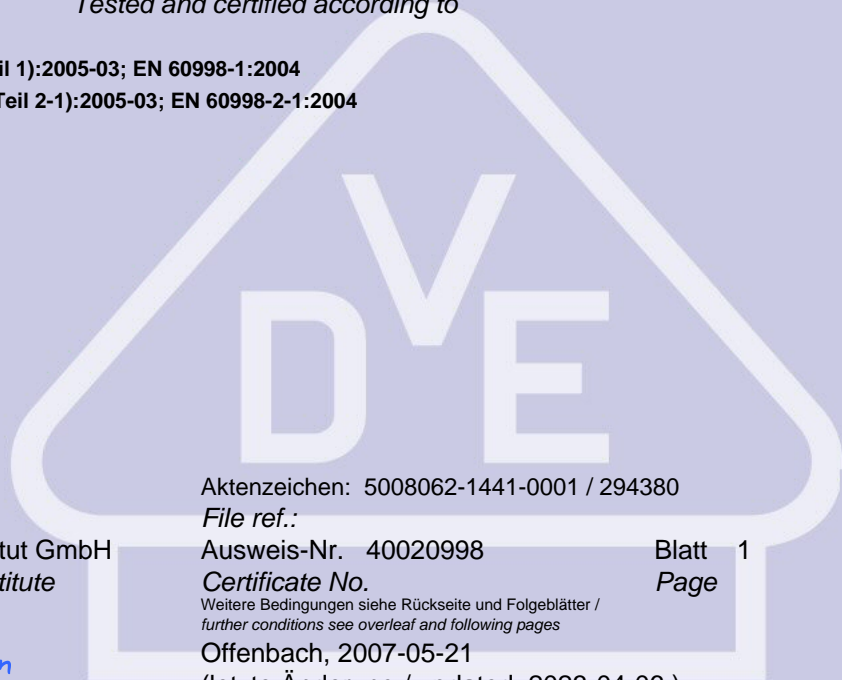 Tested and certified according to
il 1):2005-03; EN 60998-1:2004
Teil 2-1):2005-03; EN 60998-2-1:2004
VDE
Aktenzeichen: 5008062-1441-0001 / 294380
File ref.:
tut GmbH Ausweis-Nr. 40020998 Blatt 1
titute Certificate No. Page
Weitere Bedingungen siehe Rückseite und Folgeblätter /
further conditions see overleaf and following pages
Offenbach, 2007-05-21